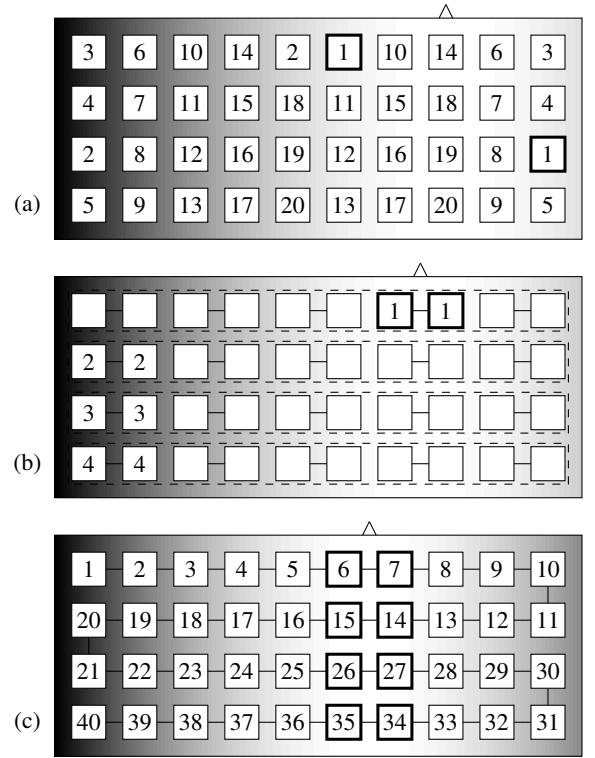 3 6 10 14 2 1 10 14 6 3
4 7 11 15 18 11 15 18 7 4
2 8 12 16 19 12 16 19 8 1
(a) 5 9 13 17 20 13 17 20 9 5
1 1
2 2
3 3
(b) 4 4
1 2 3 4 5 6 7 8 9 10
20 19 18 17 16 15 14 13 12 11
21 22 23 24 25 26 27 28 29 30
(c) 40 39 38 37 36 35 34 33 32 31